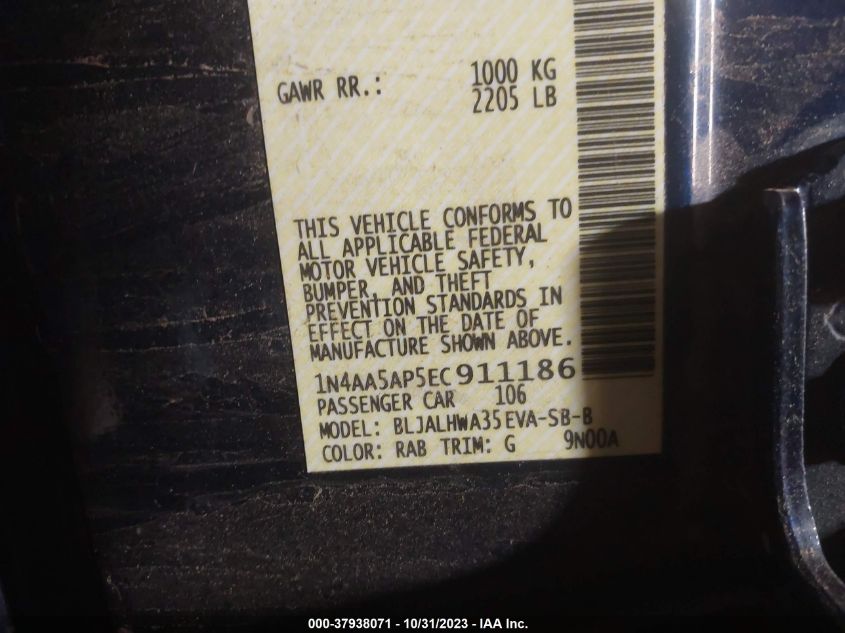 GAWR RR.: 1000 KG
2205 LB
THIS VEHICLE CONFORMS TO
ALL APPLICABLE FEDERAL
MOTOR VEHICLE SAFETY,
BUMPER, AND THEFT
PREVENTION STANDARDS IN
EFFECT ON THE DATE OF
MANUFACTURE SHOWN ABOVE.
1N4AA5AP5EC911186
PASSENGER CAR 106
MODEL: BLJALHWA35EVA-SB-B
COLOR: RAB TRIM: G 9N00A
000-37938071 - 10/31/2023 - IAA Inc.